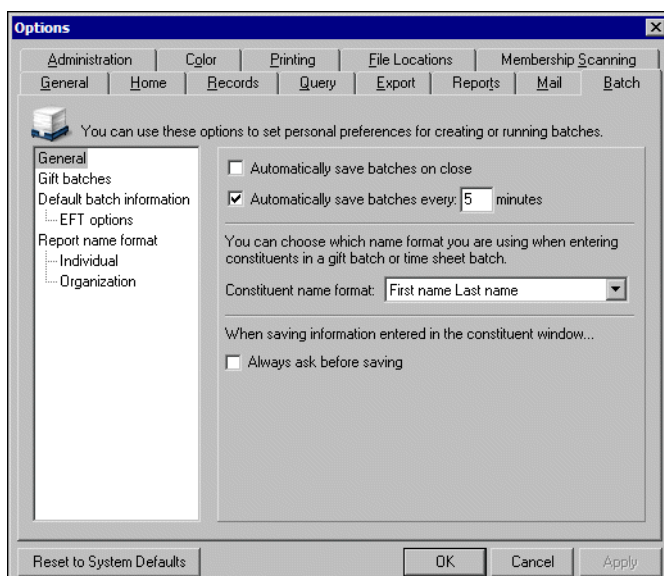 Options
Administration Color Printing File Locations Membership Scanning
General Home Records Query Export Reports Mail Batch
You can use these options to set personal preferences for creating or running batches.
General
Gift batches
Default batch information
EFT options
Report name format
Individual
Organization
Automatically save batches on close
Automatically save batches every: 5 minutes
You can choose which name format you are using when entering
constituents in a gift batch or time sheet batch.
Constituent name format: First name Last name
When saving information entered in the constituent window...
Always ask before saving
Reset to System Defaults OK Cancel Apply